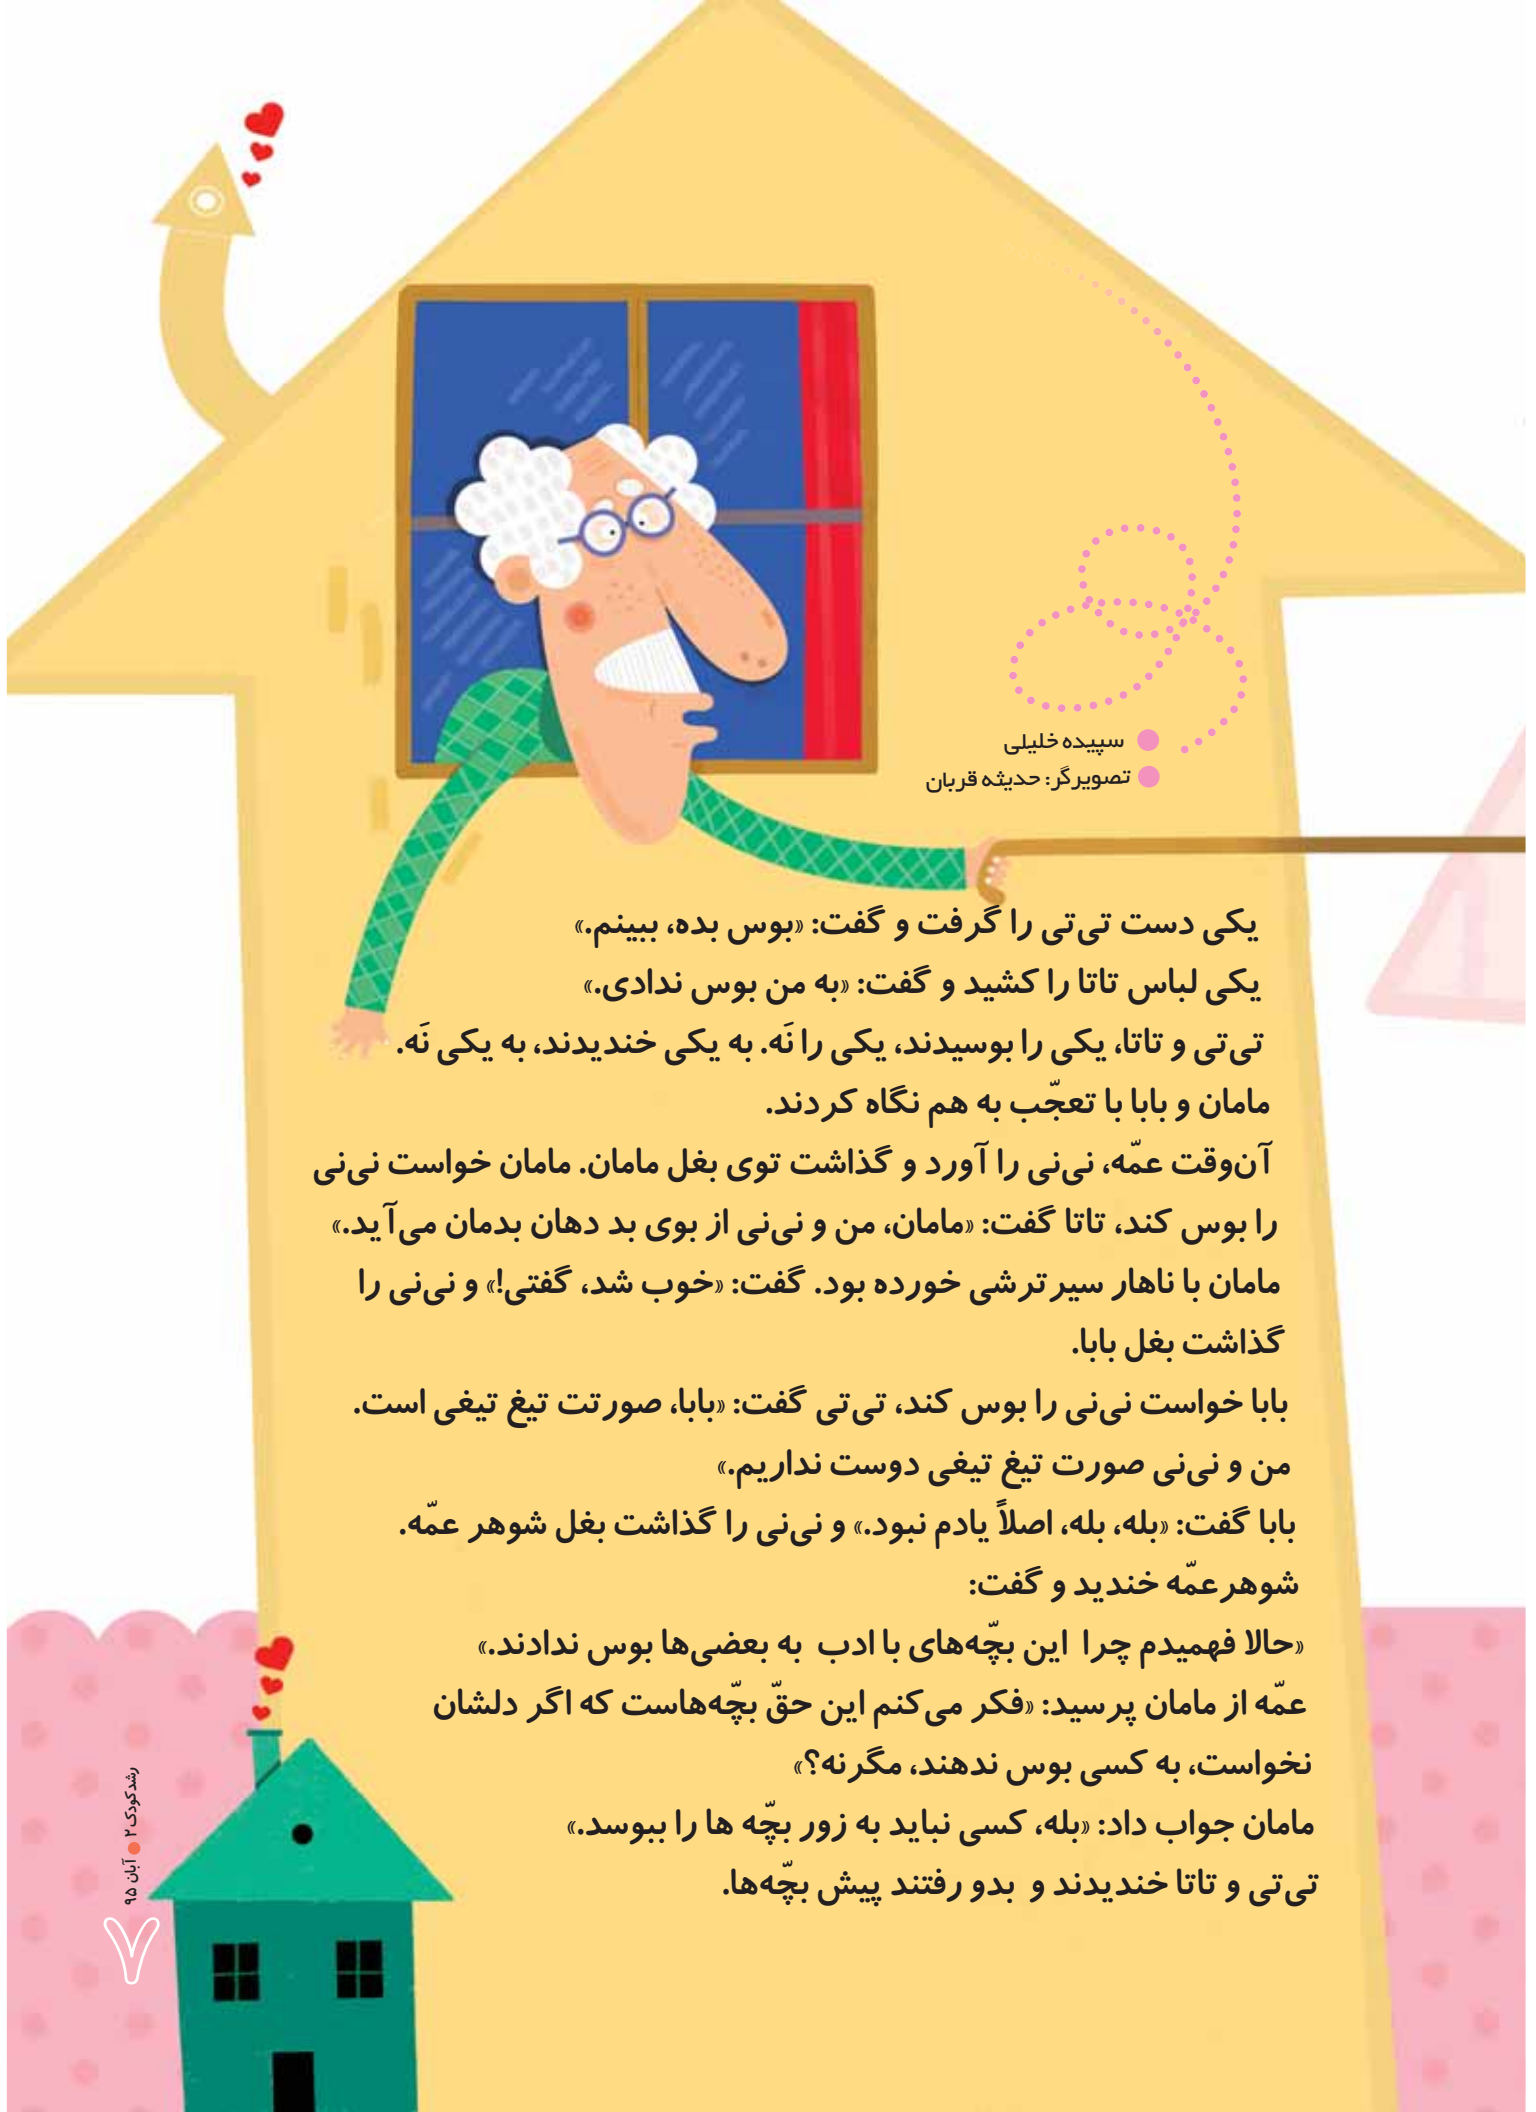 سپیده خلیلی
تصویرگر: حدیثه قربان
یکی دست تی‌تی را گرفت و گفت: «بوس بده، ببینم.»
یکی لباس تاتا را کشید و گفت: «به من بوس ندادی.»
تی‌تی و تاتا، یکی را بوسیدند، یکی را نَه. به یکی خندیدند، به یکی نَه.
مامان و بابا با تعجّب به هم نگاه کردند.
آن‌وقت عمّه، نی‌نی را آورد و گذاشت توی بغل مامان. مامان خواست نی‌نی
را بوس کند، تاتا گفت: «مامان، من و نی‌نی از بوی بد دهان بدمان می‌آید.»
مامان با ناهار سیر ترشی خورده بود. گفت: «خوب شد، گفتی!» و نی‌نی را
گذاشت بغل بابا.
بابا خواست نی‌نی را بوس کند، تی‌تی گفت: «بابا، صورتت تیغ تیغی است.
من و نی‌نی صورت تیغ تیغی دوست نداریم.»
بابا گفت: «بله، بله، اصلاً یادم نبود.» و نی‌نی را گذاشت بغل شوهر عمّه.
شوهرعمّه خندید و گفت:
«حالا فهمیدم چرا این بچّه‌های با ادب به بعضی‌ها بوس ندادند.»
عمّه از مامان پرسید: «فکر می‌کنم این حقّ بچّه‌هاست که اگر دلشان
نخواست، به کسی بوس ندهند، مگر نه؟»
مامان جواب داد: «بله، کسی نباید به زور بچّه ها را ببوسد.»
تی‌تی و تاتا خندیدند و بدو رفتند پیش بچّه‌ها.
رشد کودک ۲ ● آبان ۹۵
۷